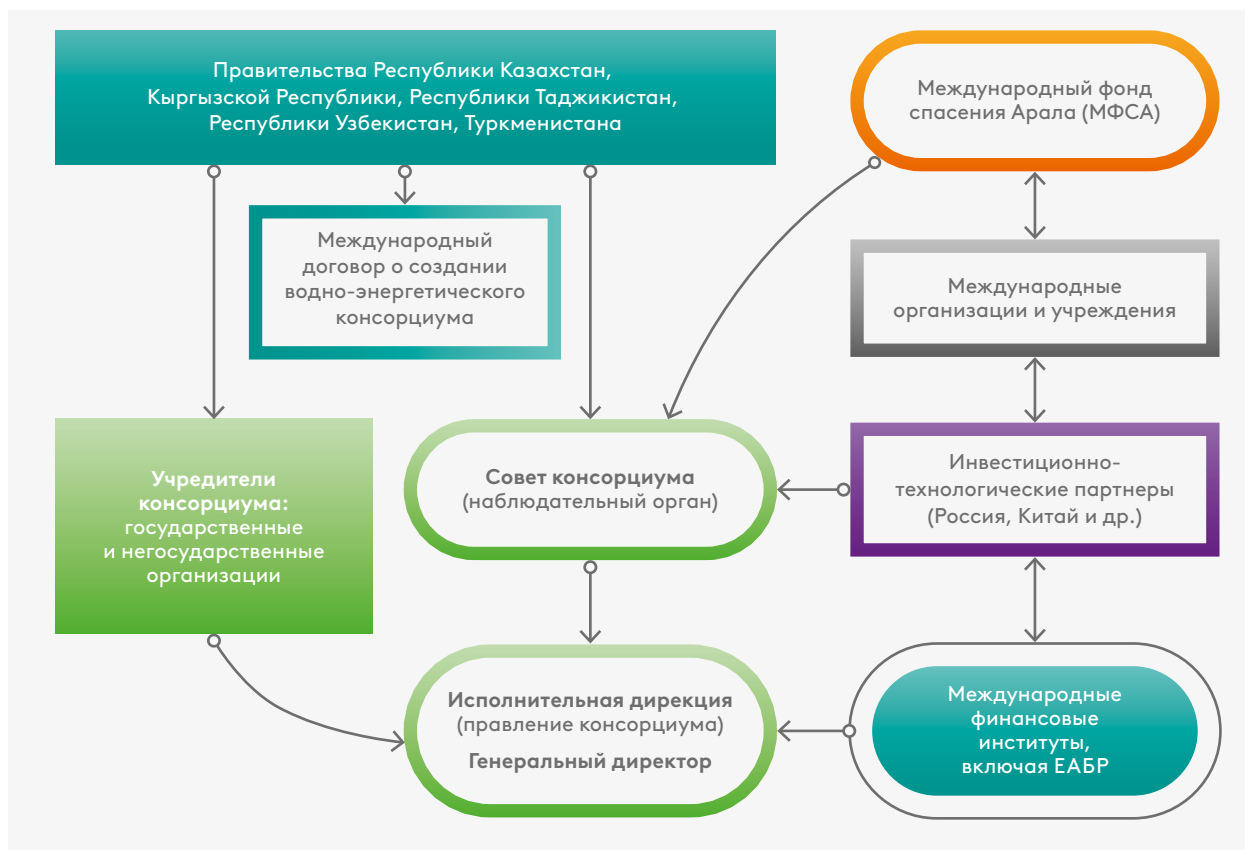 Правительства Республики Казахстан,
Кыргызской Республики, Республики Таджикистан,
Республики Узбекистан, Туркменистана
Международный фонд
спасения Арала (МФСА)
Международный
договор о создании
водно-энергетического
консорциума
Международные
организации и учреждения
Учредители
консорциума:
государственные
и негосударственные
организации
Совет консорциума
(наблюдательный орган)
Инвестиционно-
технологические партнеры
(Россия, Китай и др.)
Исполнительная дирекция
(правление консорциума)
Генеральный директор
Международные
финансовые
институты,
включая ЕАБР